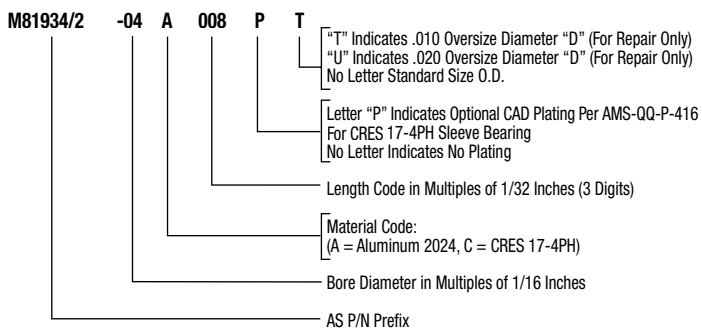 M81934/2 -04 A 008 P T
“T” Indicates .010 Oversize Diameter “D” (For Repair Only)
“U” Indicates .020 Oversize Diameter “D” (For Repair Only)
No Letter Standard Size O.D.
Letter “P” Indicates Optional CAD Plating Per AMS-QQ-P-416
For CRES 17-4PH Sleeve Bearing
No Letter Indicates No Plating
Length Code in Multiples of 1/32 Inches (3 Digits)
Material Code:
(A = Aluminum 2024, C = CRES 17-4PH)
Bore Diameter in Multiples of 1/16 Inches
AS P/N Prefix